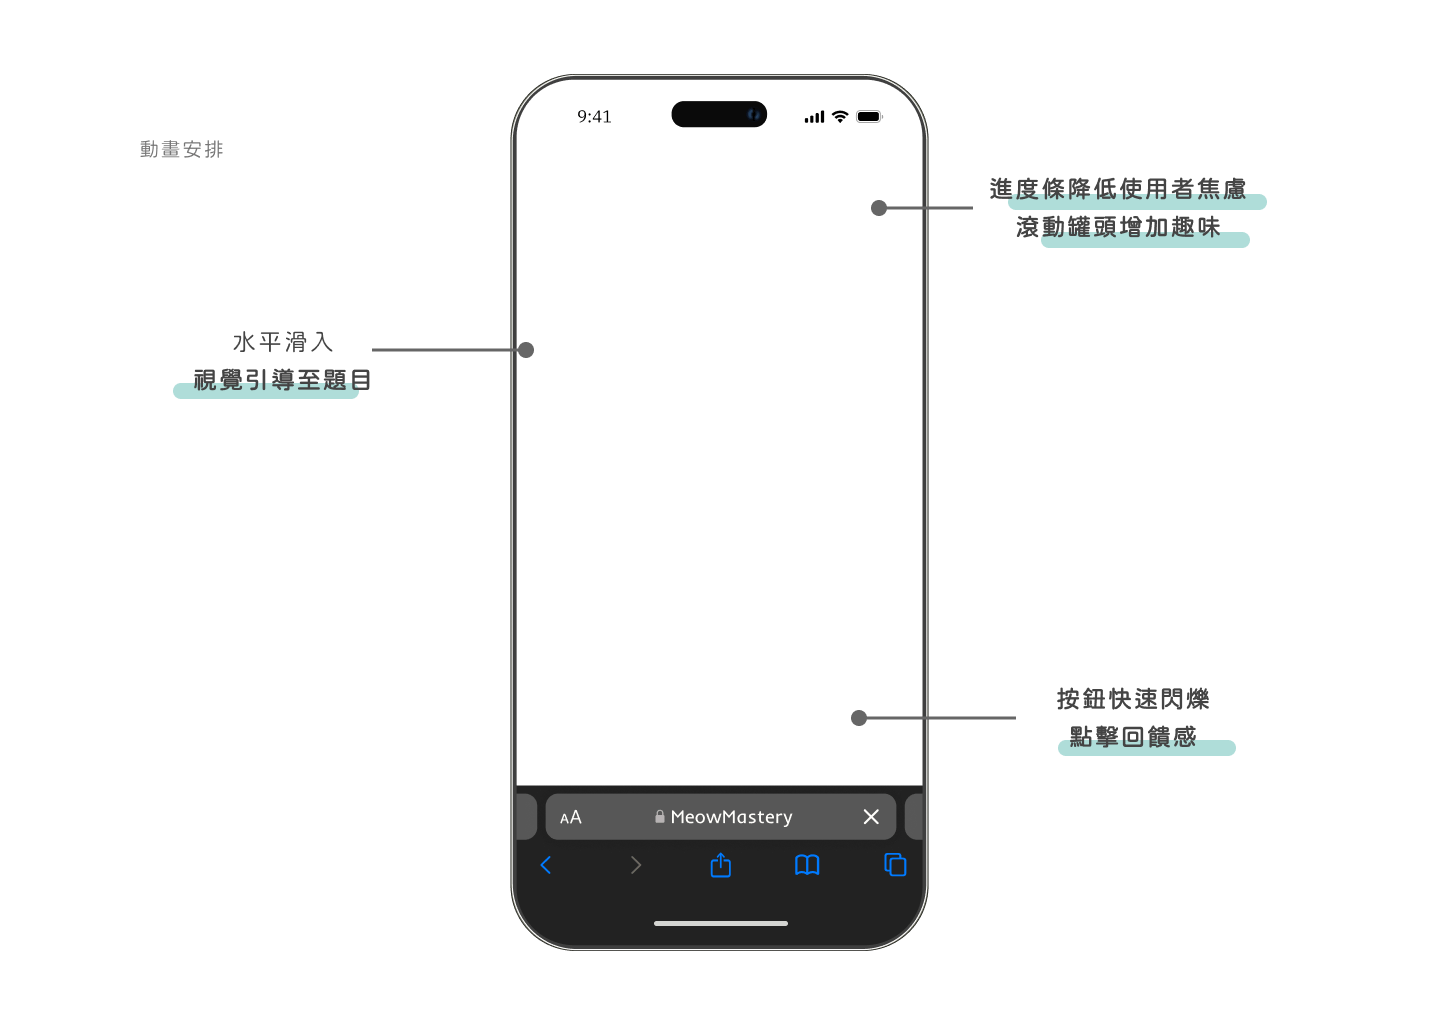 9:41
動畫安排
進度條降低使用者焦慮
滾動罐頭增加趣味
水平滑入
視覺引導至題目
按鈕快速閃爍
點擊回饋感
AA MeowMastery